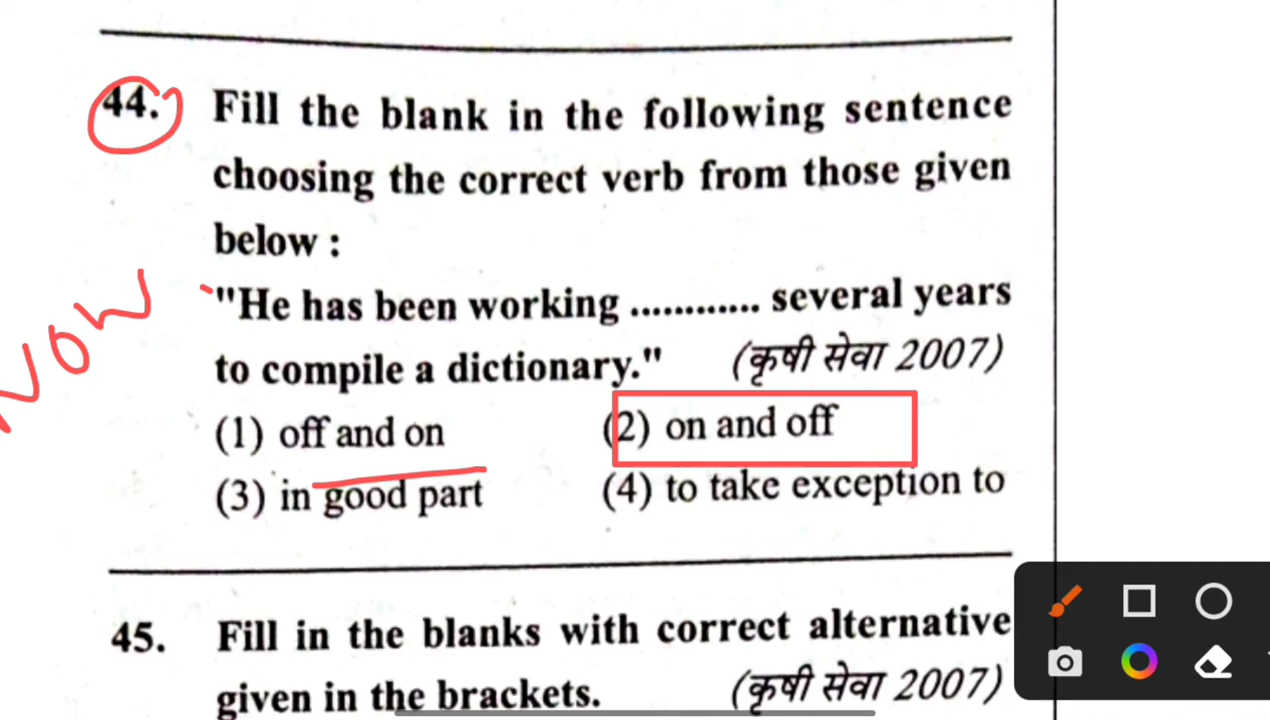 44. Fill the blank in the following sentence
choosing the correct verb from those given
below :
"He has been working ............ several years
to compile a dictionary." (कृषी सेवा 2007)
(1) off and on (2) on and off
(3) in good part (4) to take exception to
45. Fill in the blanks with correct alternative
given in the brackets. (कृषी सेवा 2007)